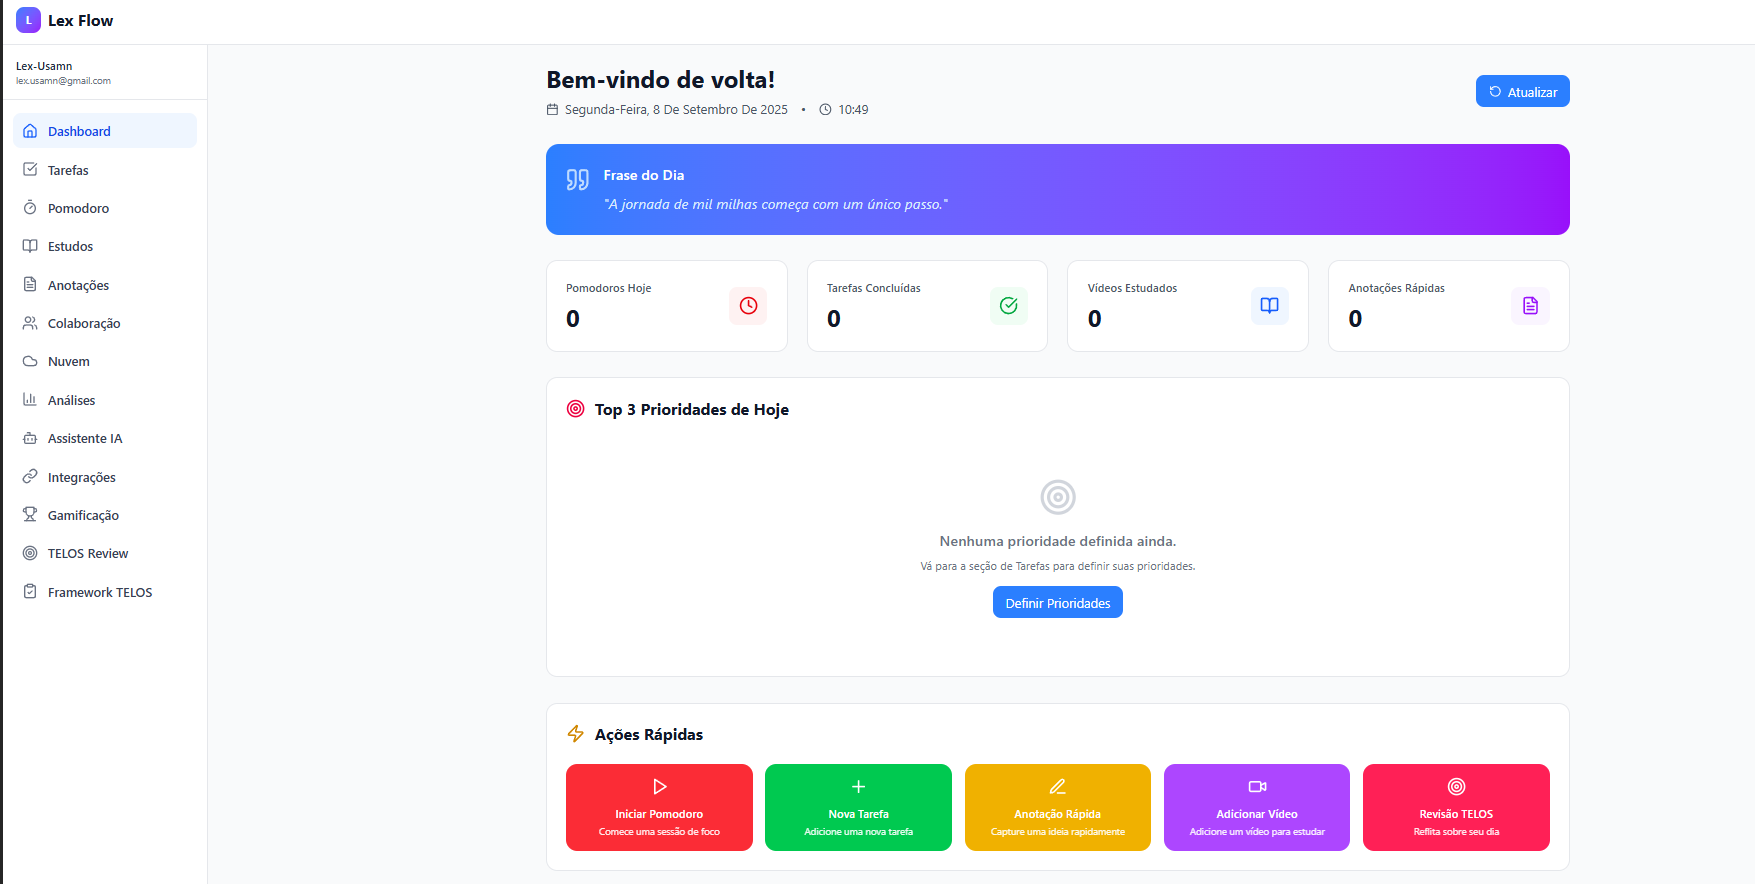 L Lex Flow
Lex-Usamn
lex.usamn@gmail.com
Dashboard
Tarefas
Pomodoro
Estudos
Anotações
Colaboração
Nuvem
Análises
Assistente IA
Integrações
Gamificação
TELOS Review
Framework TELOS
Bem-vindo de volta!
Segunda-Feira, 8 De Setembro De 2025 • 10:49
Atualizar
Frase do Dia
"A jornada de mil milhas começa com um único passo."
Pomodoros Hoje
0
Tarefas Concluídas
0
Vídeos Estudados
0
Anotações Rápidas
0
Top 3 Prioridades de Hoje
Nenhuma prioridade definida ainda.
Vá para a seção de Tarefas para definir suas prioridades.
Definir Prioridades
Ações Rápidas
Iniciar Pomodoro
Comece uma sessão de foco
Nova Tarefa
Adicione uma nova tarefa
Anotação Rápida
Capture uma ideia rapidamente
Adicionar Vídeo
Adicione um vídeo para estudar
Revisão TELOS
Reflita sobre seu dia